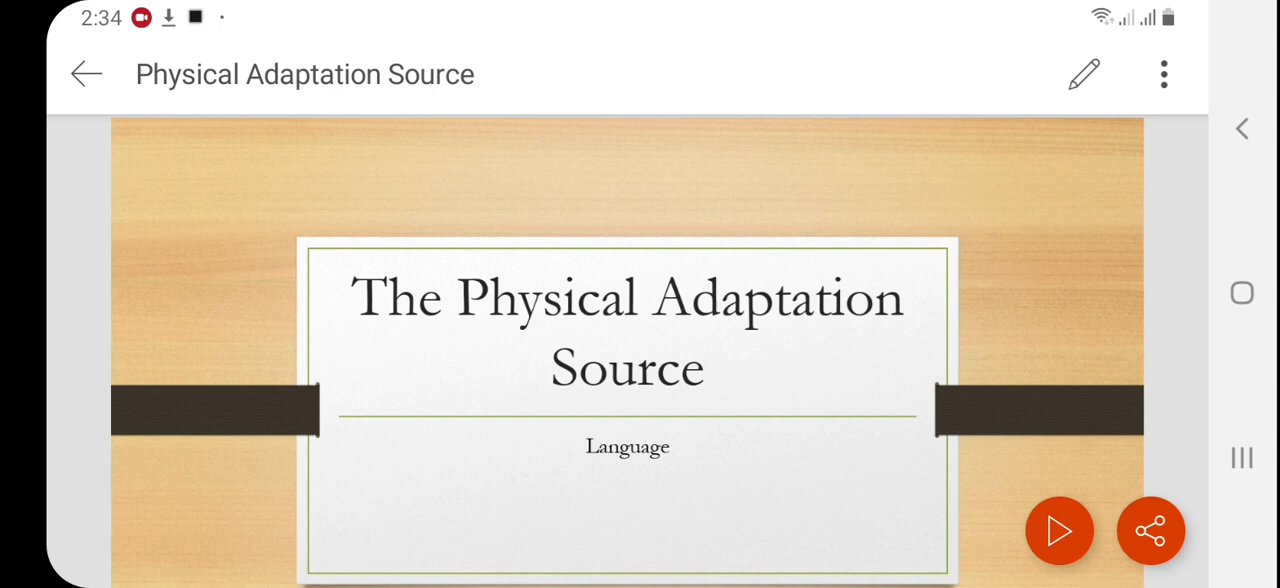 2:34
Physical Adaptation Source
The Physical Adaptation
Source
Language